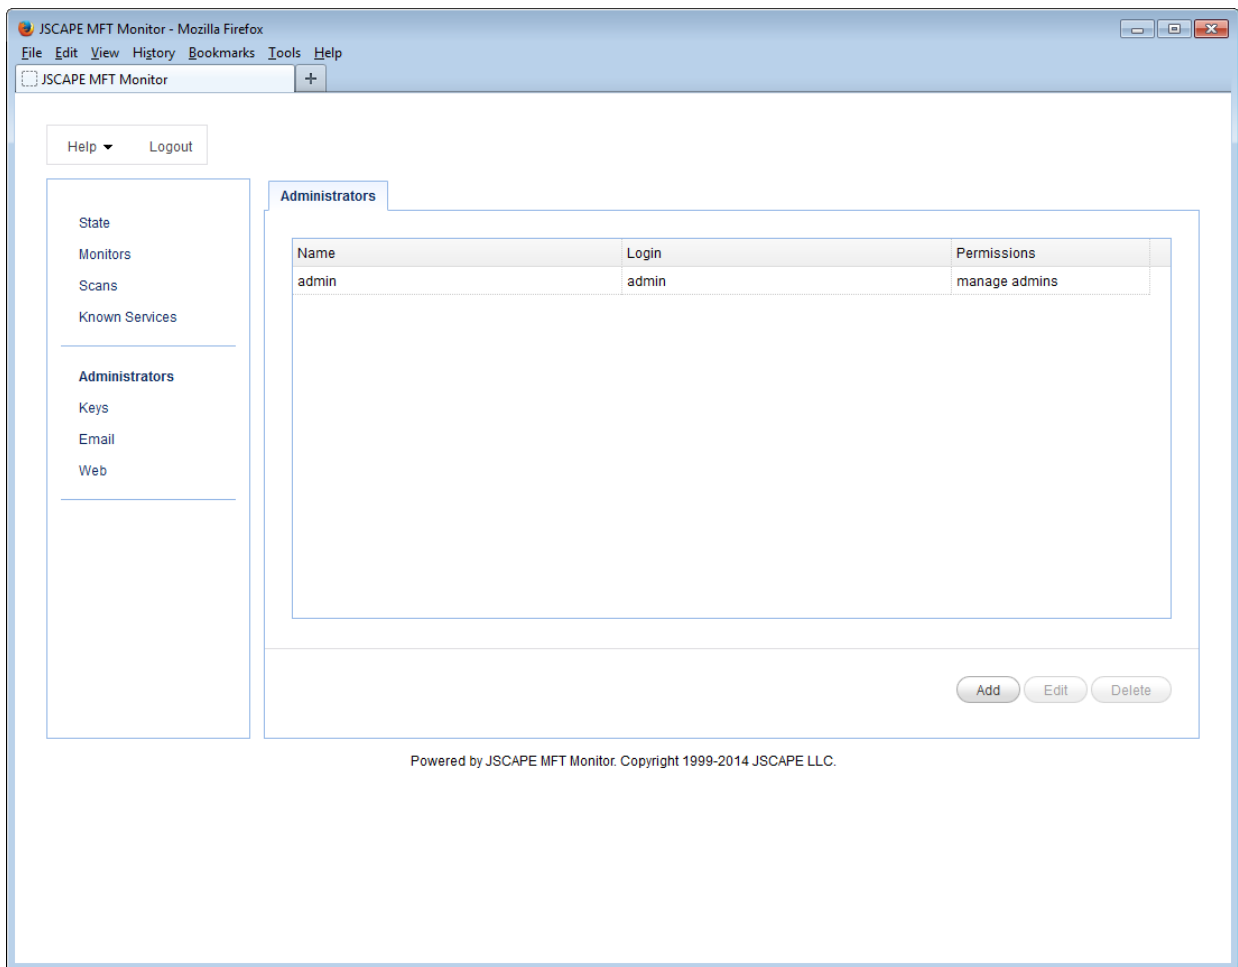 JSCAPE MFT Monitor - Mozilla Firefox
File Edit View History Bookmarks Tools Help
JSCAPE MFT Monitor +
Help Logout
State
Monitors
Scans
Known Services
Administrators
Keys
Email
Web
Administrators
Name Login Permissions
admin admin manage admins
Add Edit Delete
Powered by JSCAPE MFT Monitor. Copyright 1999-2014 JSCAPE LLC.